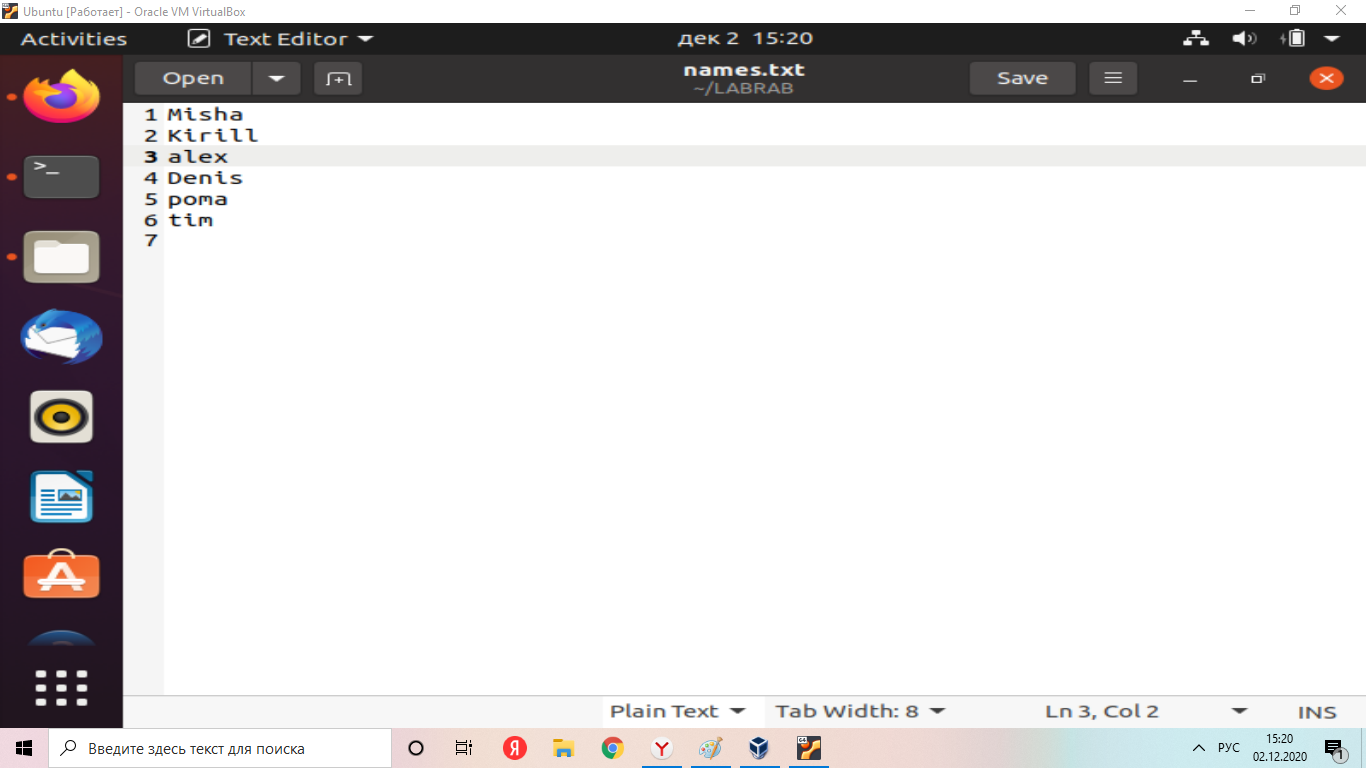 Ubuntu [Работает] - Oracle VM VirtualBox
Activities Text Editor дек 2 15:20
Open names.txt Save
~/LABRAB
1 Misha
2 Kirill
3 alex
4 Denis
5 poma
6 tim
7
Plain Text Tab Width: 8 Ln 3, Col 2 INS
Введите здесь текст для поиска РУС 15:20
02.12.2020 1